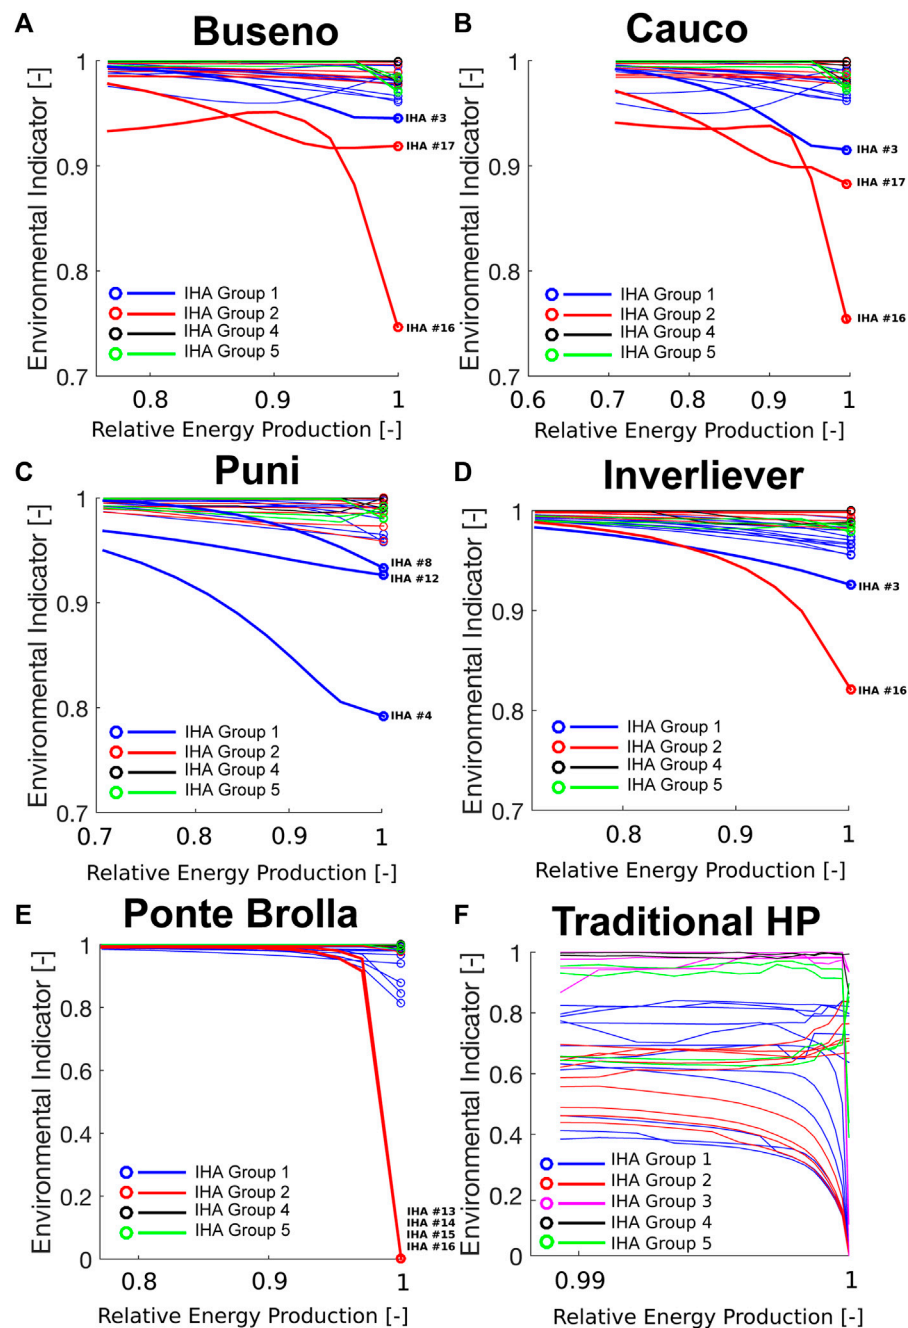 A
Buseno
Environmental Indicator [-]
1
0.9
0.8
0.7
IHA #3
IHA #17
IHA #16
IHA Group 1
IHA Group 2
IHA Group 4
IHA Group 5
0.8
0.9
1
Relative Energy Production [-]
B
Cauco
Environmental Indicator [-]
1
0.9
0.8
0.7
IHA #3
IHA #17
IHA #16
IHA Group 1
IHA Group 2
IHA Group 4
IHA Group 5
0.6
0.7
0.8
0.9
1
Relative Energy Production [-]
C
Puni
Environmental Indicator [-]
1
0.9
0.8
0.7
IHA #8
IHA #12
IHA #4
IHA Group 1
IHA Group 2
IHA Group 4
IHA Group 5
0.7
0.8
0.9
1
Relative Energy Production [-]
D
Inverliever
Environmental Indicator [-]
1
0.9
0.8
0.7
IHA #3
IHA #16
IHA Group 1
IHA Group 2
IHA Group 4
IHA Group 5
0.8
0.9
1
Relative Energy Production [-]
E
Ponte Brolla
Environmental Indicator [-]
1
0.8
0.6
0.4
0.2
0
IHA Group 1
IHA Group 2
IHA Group 4
IHA Group 5
IHA #13
IHA #14
IHA #15
IHA #16
0.8
0.9
1
Relative Energy Production [-]
F
Traditional HP
Environmental Indicator [-]
1
0.8
0.6
0.4
0.2
0
IHA Group 1
IHA Group 2
IHA Group 3
IHA Group 4
IHA Group 5
0.99
1
Relative Energy Production [-]